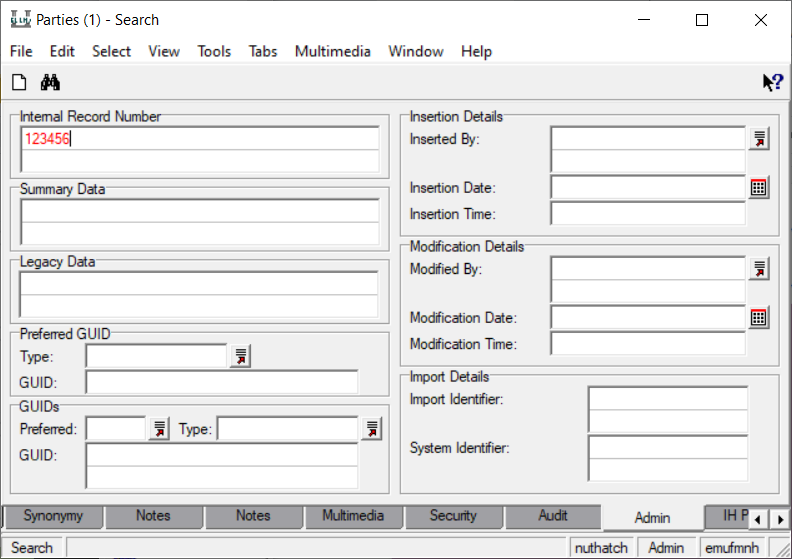 Parties (1) - Search
File Edit Select View Tools Tabs Multimedia Window Help
Internal Record Number
123456
Summary Data
Legacy Data
Preferred GUID
Type:
GUID:
GUIDs
Preferred: Type:
GUID:
Insertion Details
Inserted By:
Insertion Date:
Insertion Time:
Modification Details
Modified By:
Modification Date:
Modification Time:
Import Details
Import Identifier:
System Identifier:
Synonymy Notes Notes Multimedia Security Audit Admin IH P
Search nuthatch Admin emufmnh